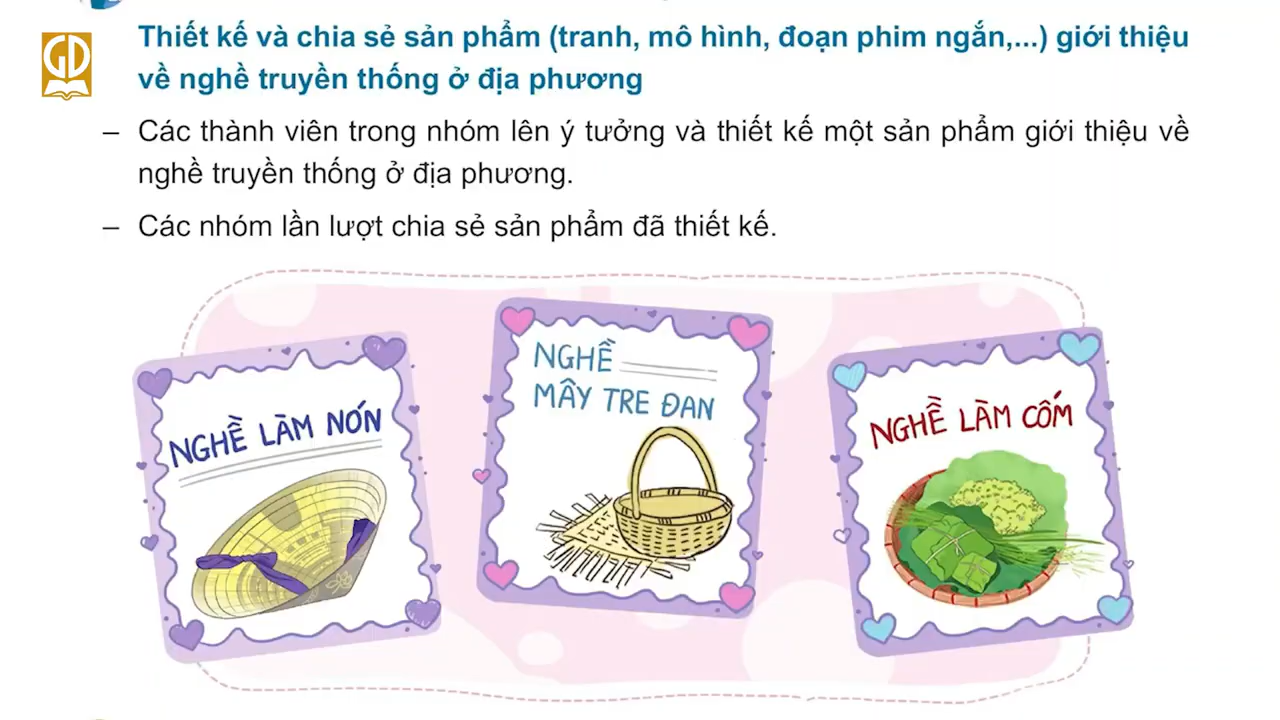 GD
Thiết kế và chia sẻ sản phẩm (tranh, mô hình, đoạn phim ngắn,...) giới thiệu
về nghề truyền thống ở địa phương
– Các thành viên trong nhóm lên ý tưởng và thiết kế một sản phẩm giới thiệu về
nghề truyền thống ở địa phương.
– Các nhóm lần lượt chia sẻ sản phẩm đã thiết kế.
NGHỀ LÀM NÓN
NGHỀ
MÂY TRE ĐAN
NGHỀ LÀM CỐM